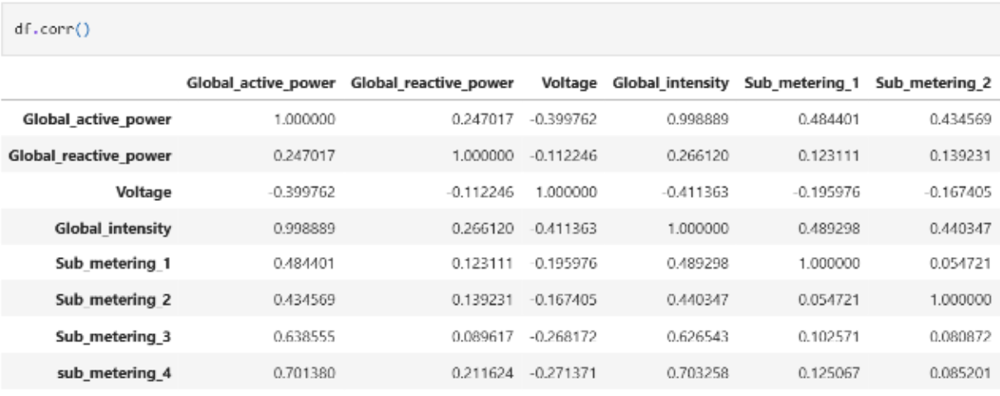 df.corr()
Global_active_power Global_reactive_power Voltage Global_intensity Sub_metering_1 Sub_metering_2
Global_active_power 1.000000 0.247017 -0.399762 0.998889 0.484401 0.434569
Global_reactive_power 0.247017 1.000000 -0.112246 0.266120 0.123111 0.139231
Voltage -0.399762 -0.112246 1.000000 -0.411363 -0.195976 -0.167405
Global_intensity 0.998889 0.266120 -0.411363 1.000000 0.489298 0.440347
Sub_metering_1 0.484401 0.123111 -0.195976 0.489298 1.000000 0.054721
Sub_metering_2 0.434569 0.139231 -0.167405 0.440347 0.054721 1.000000
Sub_metering_3 0.638555 0.089617 -0.268172 0.626543 0.102571 0.080872
sub_metering_4 0.701380 0.211624 -0.271371 0.703258 0.125067 0.085201